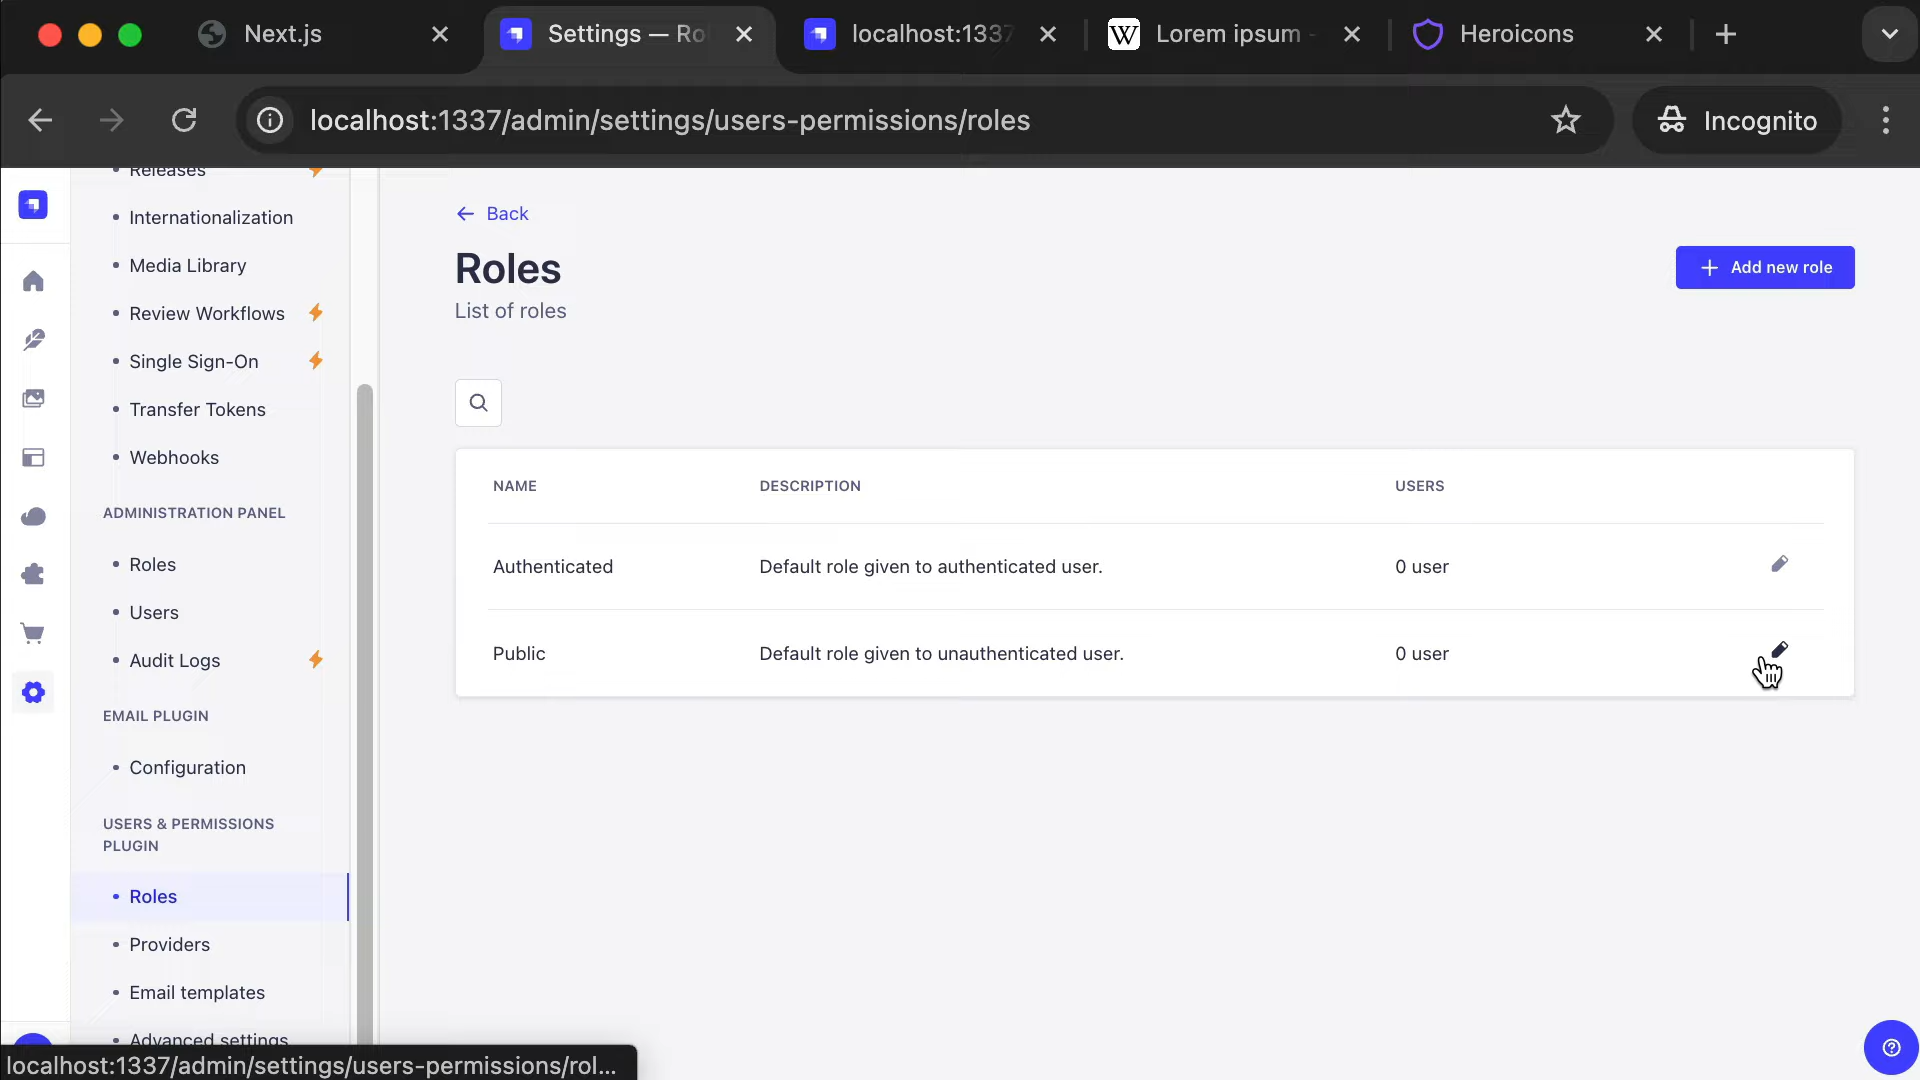 Next.js
Settings — Ro
localhost:1337
W Lorem ipsum -
Heroicons
localhost:1337/admin/settings/users-permissions/roles
Incognito
Releases
Internationalization
Media Library
Review Workflows
Single Sign-On
Transfer Tokens
Webhooks
ADMINISTRATION PANEL
Roles
Users
Audit Logs
EMAIL PLUGIN
Configuration
USERS & PERMISSIONS
PLUGIN
Roles
Providers
Email templates
Advanced settings
Back
Roles
List of roles
Add new role
NAME DESCRIPTION USERS
Authenticated Default role given to authenticated user. 0 user
Public Default role given to unauthenticated user. 0 user
localhost:1337/admin/settings/users-permissions/rol...